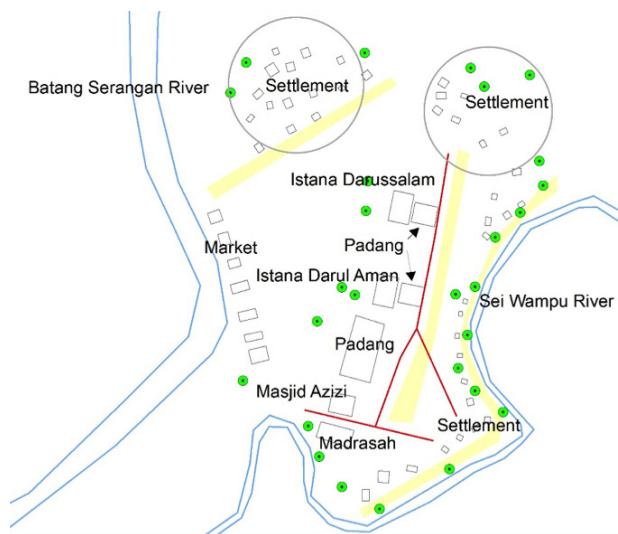 Batang Serangan River
Settlement
Settlement
Istana Darussalam
Market
Padang
Istana Darul Aman
Sei Wampu River
Padang
Masjid Azizi
Settlement
Madrasah